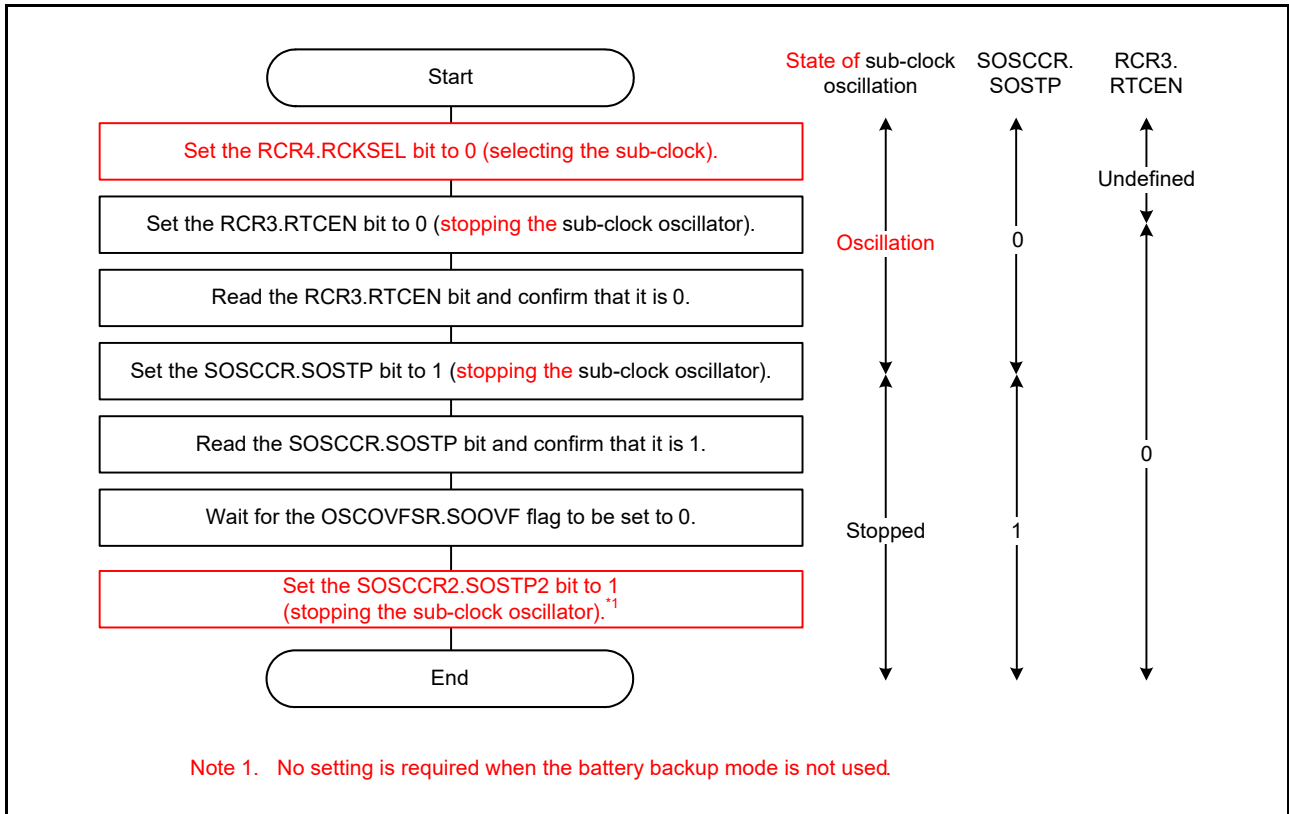 Start
State of sub-clock
oscillation
SOSCCR.
SOSTP
RCR3.
RTCEN
Set the RCR4.RCKSEL bit to 0 (selecting the sub-clock).
Undefined
Set the RCR3.RTCEN bit to 0 (stopping the sub-clock oscillator).
Oscillation
0
Read the RCR3.RTCEN bit and confirm that it is 0.
Set the SOSCCR.SOSTP bit to 1 (stopping the sub-clock oscillator).
Read the SOSCCR.SOSTP bit and confirm that it is 1.
0
Wait for the OSCOVFSR.SOOVF flag to be set to 0.
Stopped
1
Set the SOSCCR2.SOSTP2 bit to 1
(stopping the sub-clock oscillator).*1
End
Note 1. No setting is required when the battery backup mode is not used.